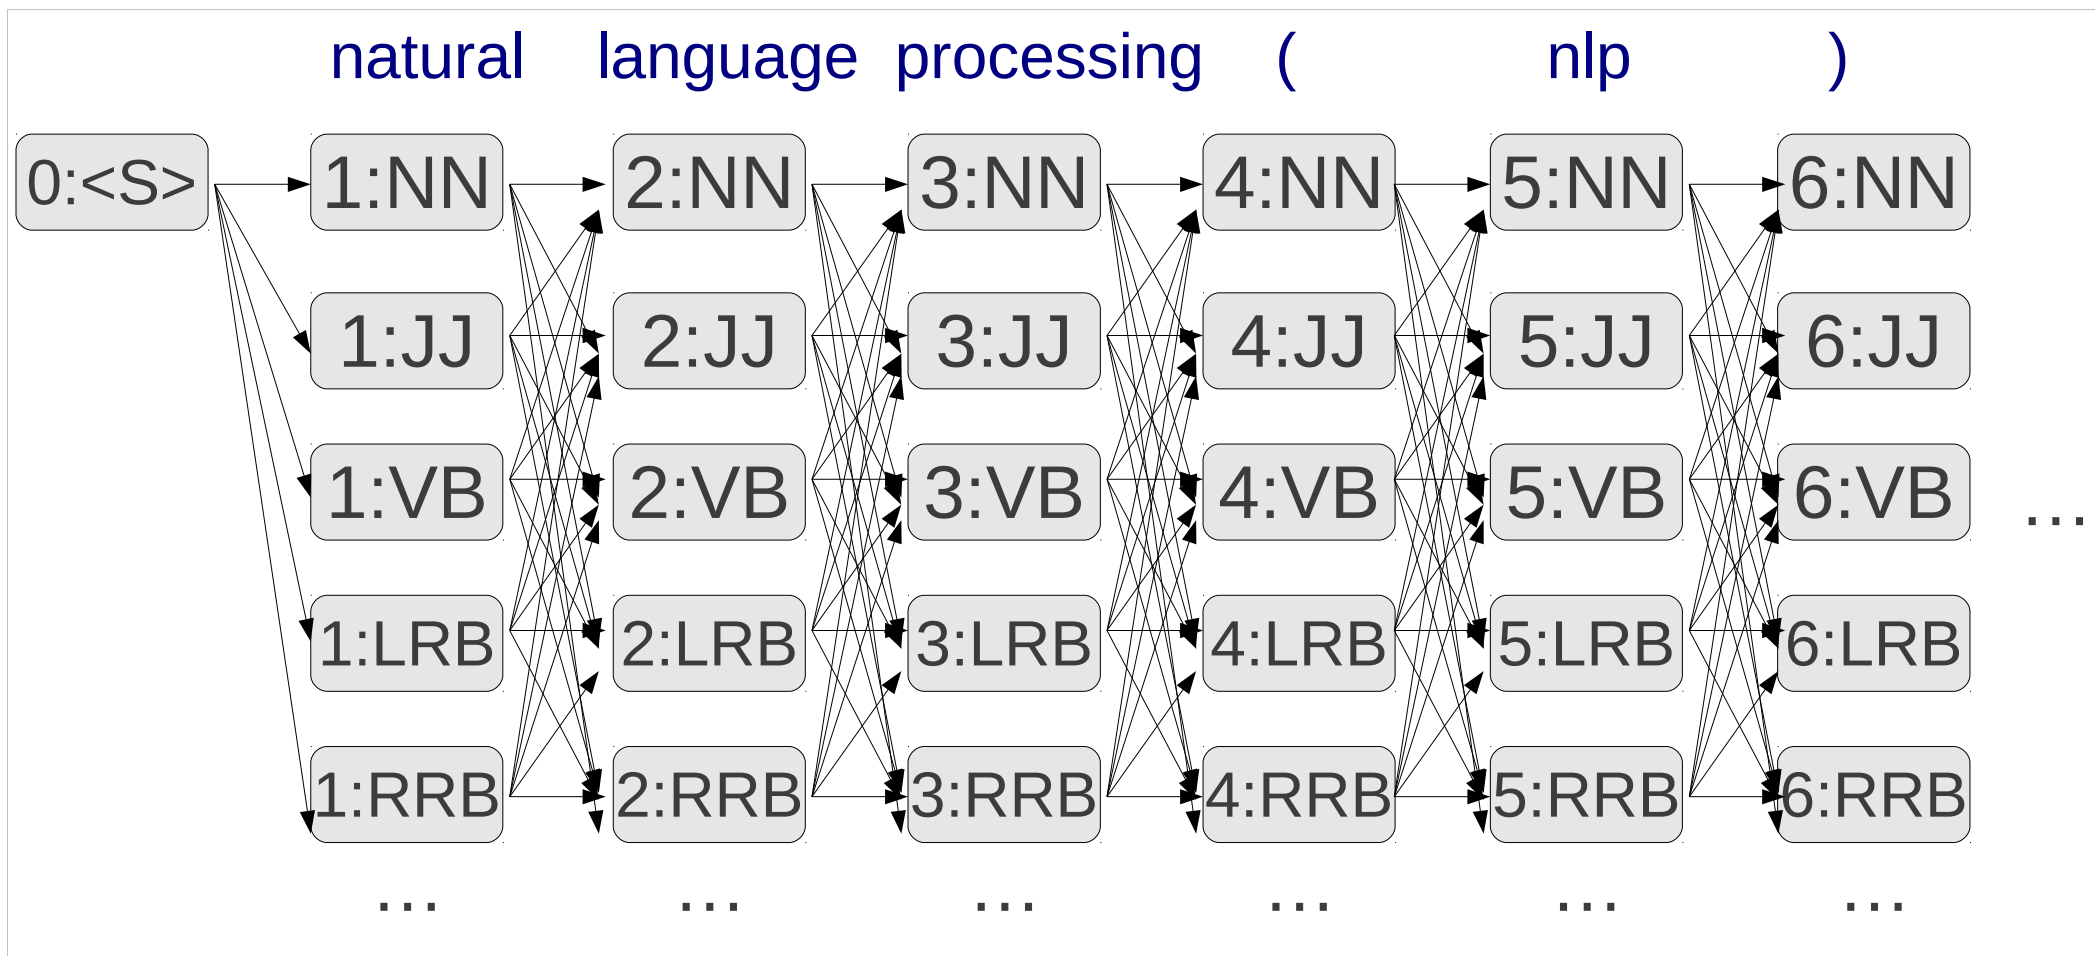 natural language processing ( nlp )
0:<S> 1:NN 2:NN 3:NN 4:NN 5:NN 6:NN
1:JJ 2:JJ 3:JJ 4:JJ 5:JJ 6:JJ
1:VB 2:VB 3:VB 4:VB 5:VB 6:VB …
1:LRB 2:LRB 3:LRB 4:LRB 5:LRB 6:LRB
1:RRB 2:RRB 3:RRB 4:RRB 5:RRB 6:RRB
… … … … … …